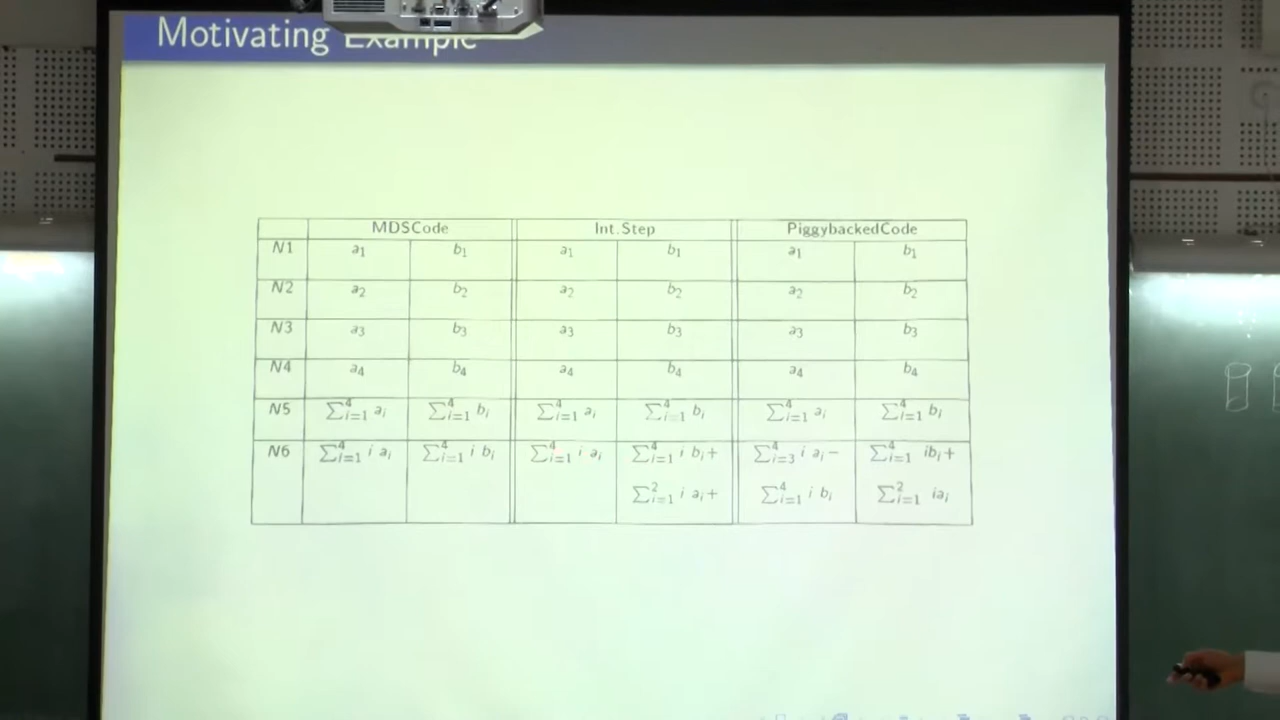 Motivating Example
MDSCode Int.Step PiggybackedCode
N1 a₁ b₁ a₁ b₁ a₁ b₁
N2 a₂ b₂ a₂ b₂ a₂ b₂
N3 a₃ b₃ a₃ b₃ a₃ b₃
N4 a₄ b₄ a₄ b₄ a₄ b₄
N5 ∑⁴ᵢ₌₁ aᵢ ∑⁴ᵢ₌₁ bᵢ ∑⁴ᵢ₌₁ aᵢ ∑⁴ᵢ₌₁ bᵢ ∑⁴ᵢ₌₁ aᵢ ∑⁴ᵢ₌₁ bᵢ
N6 ∑⁴ᵢ₌₁ i aᵢ ∑⁴ᵢ₌₁ i bᵢ ∑⁴ᵢ₌₁ i aᵢ ∑⁴ᵢ₌₁ i bᵢ+ ∑⁴ᵢ₌₃ i aᵢ− ∑⁴ᵢ₌₁ ibᵢ+
∑²ᵢ₌₁ i aᵢ+ ∑⁴ᵢ₌₁ i bᵢ ∑²ᵢ₌₁ iaᵢ